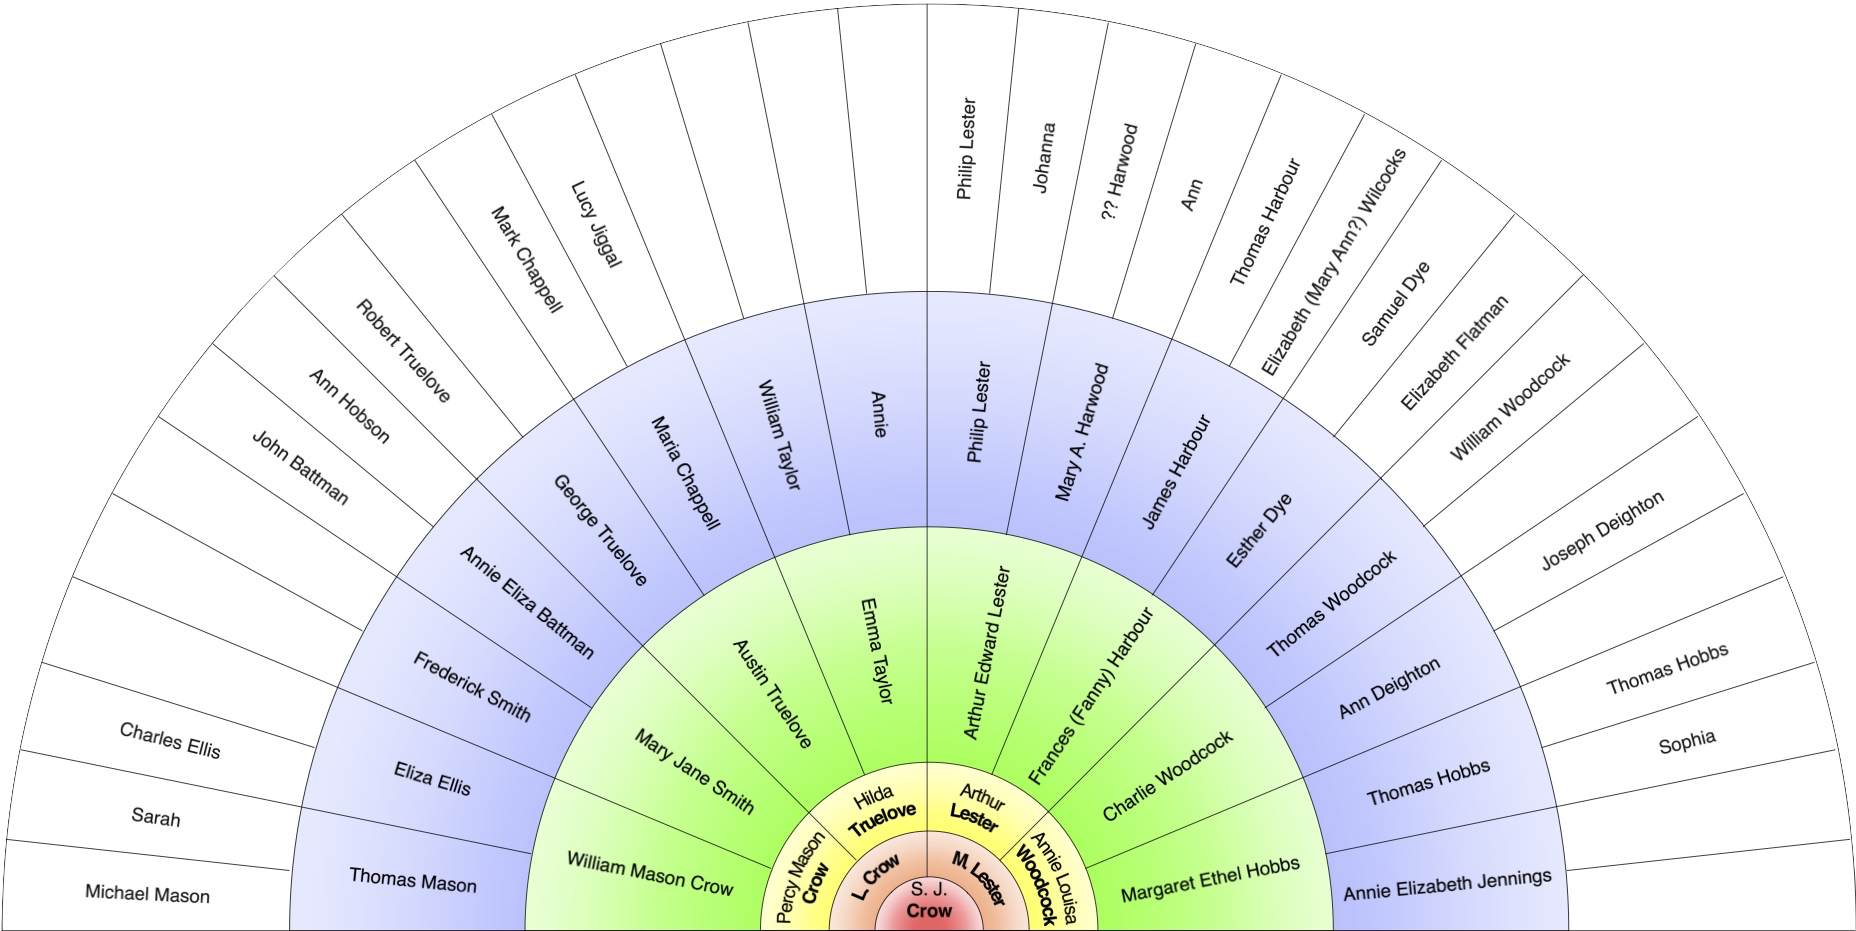 Michael Mason
Sarah
Charles Ellis
John Battman
Ann Hobson
Robert Truelove
Mark Chappell
Lucy Jiggal
Philip Lester
Johanna
?? Harwood
Ann
Thomas Harbour
Elizabeth (Mary Ann?) Wilcocks
Samuel Dye
Elizabeth Flatman
William Woodcock
Joseph Deighton
Thomas Hobbs
Sophia
Thomas Mason
Eliza Ellis
Frederick Smith
Annie Eliza Battman
George Truelove
Maria Chappell
William Taylor
Annie
Philip Lester
Mary A. Harwood
James Harbour
Esther Dye
Thomas Woodcock
Ann Deighton
Thomas Hobbs
Annie Elizabeth Jennings
William Mason Crow
Mary Jane Smith
Austin Truelove
Emma Taylor
Arthur Edward Lester
Frances (Fanny) Harbour
Charlie Woodcock
Margaret Ethel Hobbs
Percy Mason
Crow
Hilda
Truelove
Arthur
Lester
Annie Louisa
Woodcock
L. Crow
M. Lester
S. J.
Crow